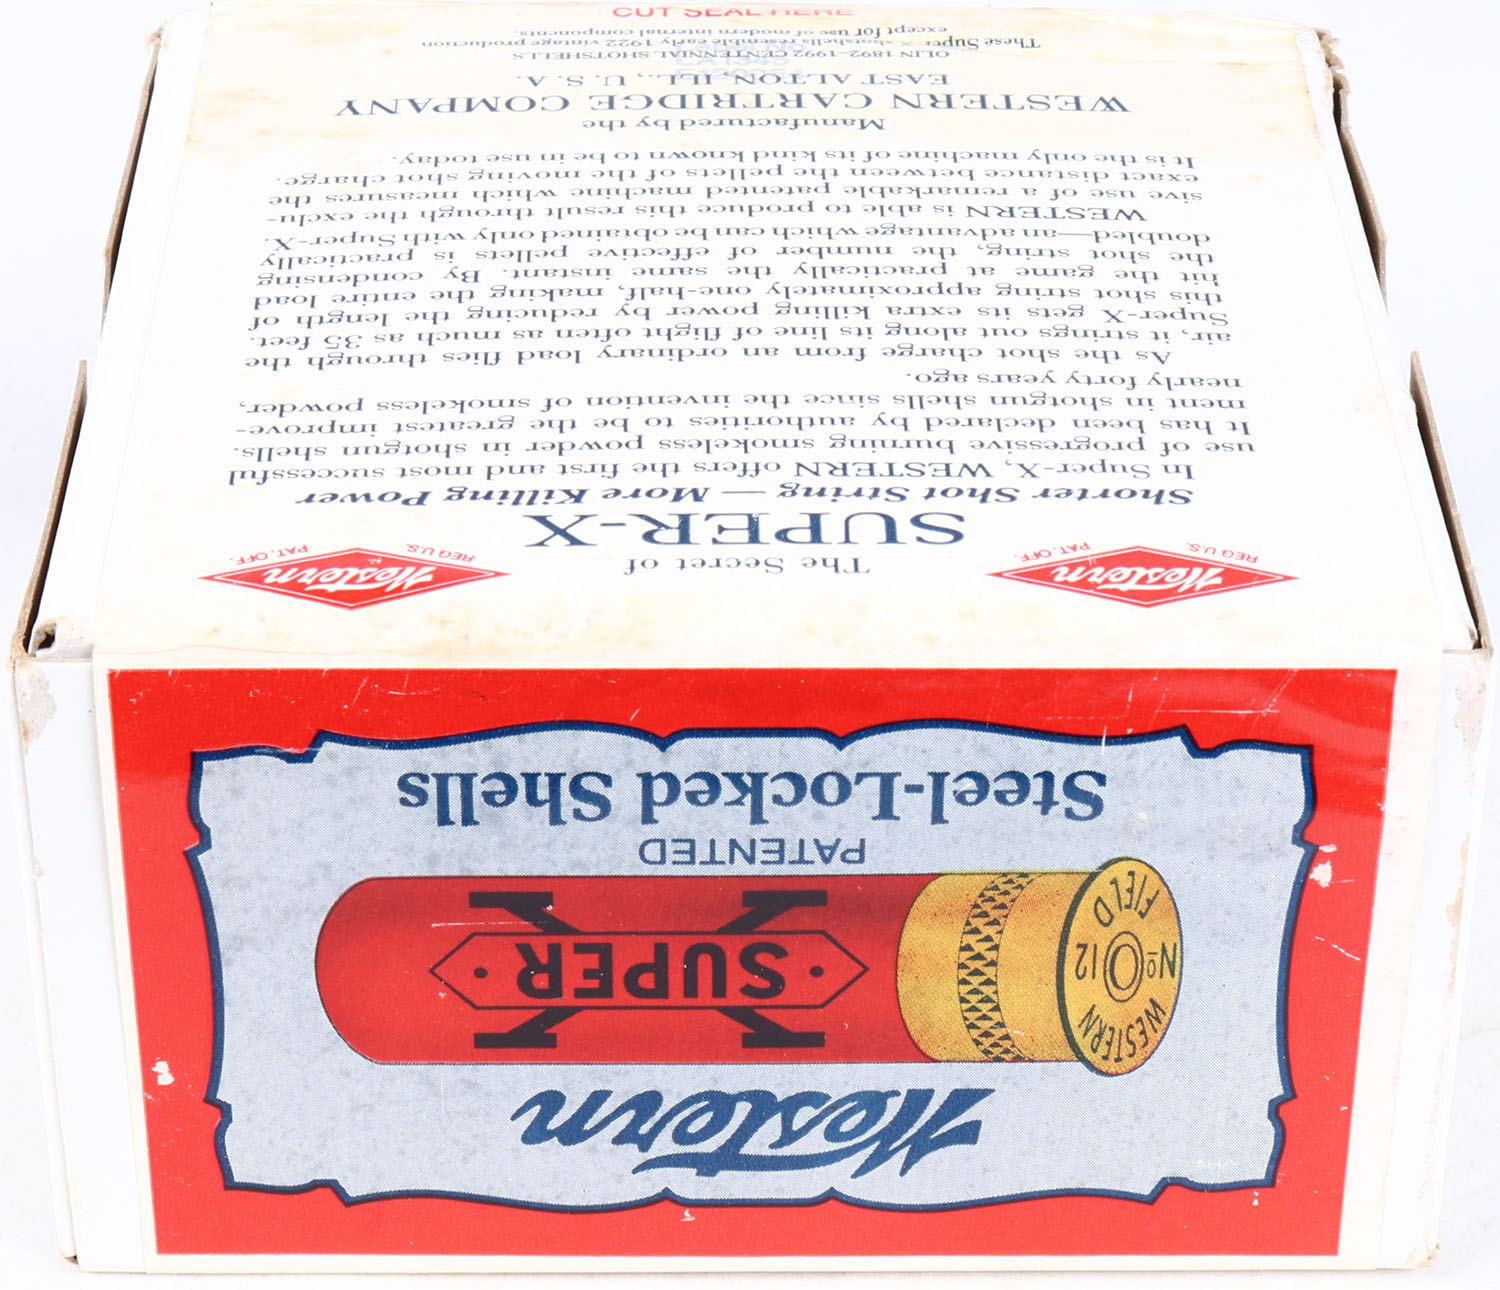 Western
SUPER
X
WESTERN
No 12
FIELD
PATENTED
Steel-Locked Shells
Western
REG U.S. PAT. OFF.
Western
REG U.S. PAT. OFF.
The Secret of
SUPER-X
Shorter Shot String — More Killing Power
In Super-X, WESTERN offers the first and most successful
use of progressive burning smokeless powder in shotgun shells.
It has been declared by authorities to be the greatest improve-
ment in shotgun shells since the invention of smokeless powder,
nearly forty years ago.
As the shot charge from an ordinary load flies through the
air, it strings out along its line of flight often as much as 35 feet.
Super-X gets its extra killing power by reducing the length of
this shot string approximately one-half, making the entire load
hit the game at practically the same instant. By condensing
the shot string, the number of effective pellets is practically
doubled—an advantage which can be obtained only with Super-X.
WESTERN is able to produce this result through the exclu-
sive use of a remarkable patented machine which measures the
exact distance between the pellets of the moving shot charge.
It is the only machine of its kind known to be in use today.
Manufactured by the
WESTERN CARTRIDGE COMPANY
EAST ALTON, ILL., U. S. A.
OLIN 1892-1992 CENTENNIAL SHOTSHELLS
These Super-X shotshells resemble early 1922 vintage production
except for use of modern internal components.
CUT SEAL HERE